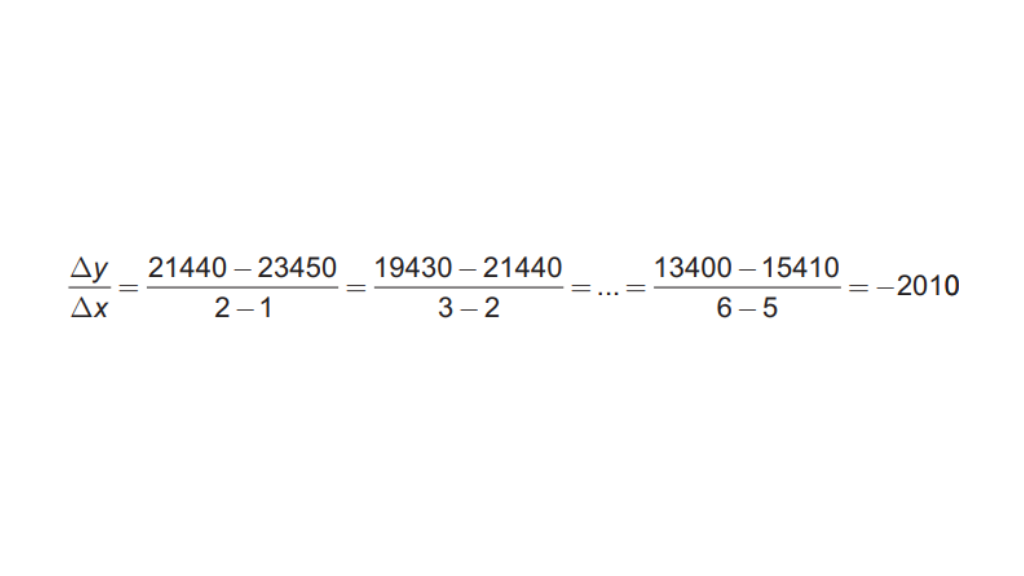 Δy/Δx = (21440 – 23450)/(2 – 1) = (19430 – 21440)/(3 – 2) = ... = (13400 – 15410)/(6 – 5) = –2010